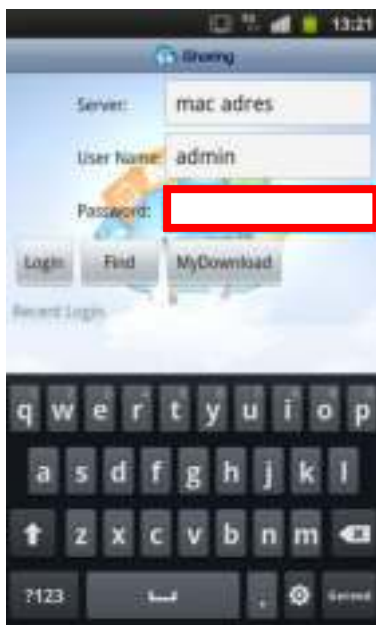 13:21
iSharing
Server: mac adres
User Name: admin
Password:
Login Find MyDownload
Recent Login
q w e r t y u i o p
a s d f g h j k l
z x c v b n m
?123 .